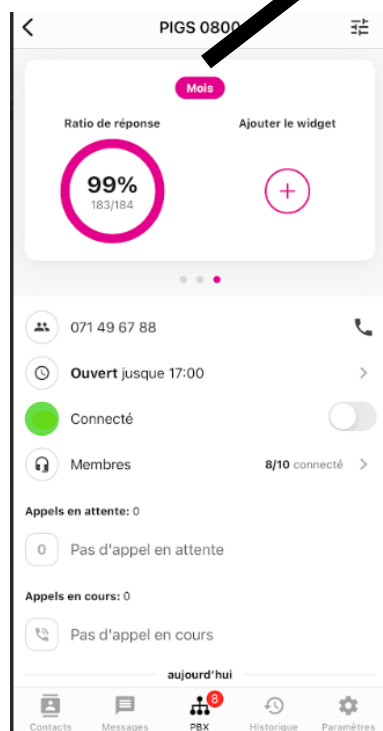 PIGS 0800
Mois
Ratio de réponse
Ajouter le widget
99%
183/184
071 49 67 88
Ouvert jusque 17:00
Connecté
Membres
8/10 connecté
Appels en attente: 0
0
Pas d'appel en attente
Appels en cours: 0
Pas d'appel en cours
aujourd'hui
8
Contacts
Messages
PBX
Historique
Paramètres